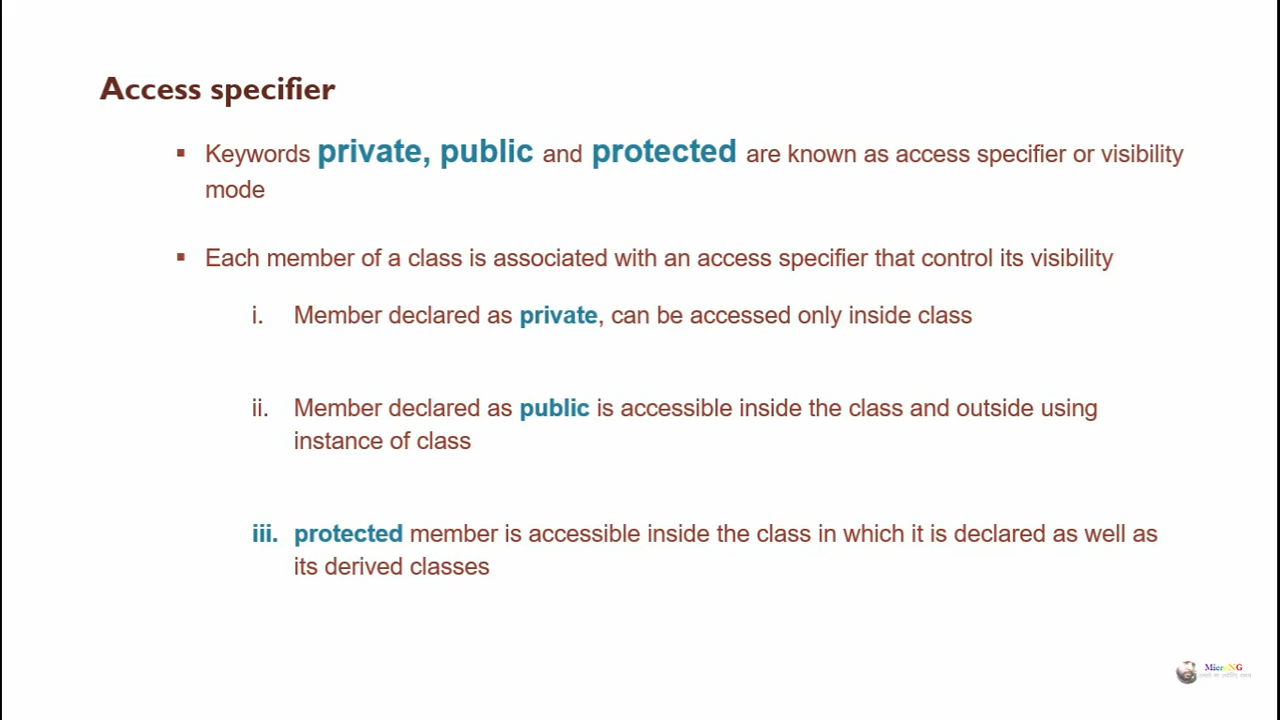 Access specifier
▪ Keywords private, public and protected are known as access specifier or visibility
mode
▪ Each member of a class is associated with an access specifier that control its visibility
i. Member declared as private, can be accessed only inside class
ii. Member declared as public is accessible inside the class and outside using
instance of class
iii. protected member is accessible inside the class in which it is declared as well as
its derived classes
MicroNG